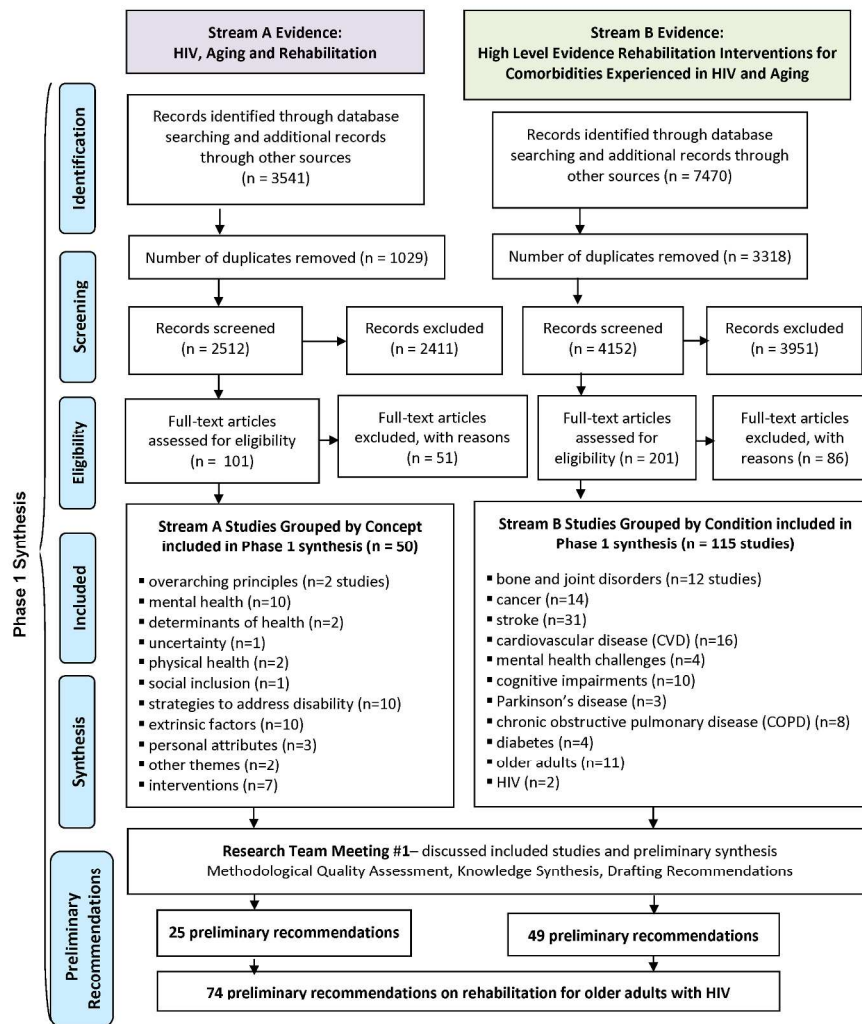 Stream A Evidence:
HIV, Aging and Rehabilitation
Stream B Evidence:
High Level Evidence Rehabilitation Interventions for
Comorbidities Experienced in HIV and Aging
Phase 1 Synthesis
Identification
Records identified through database
searching and additional records
through other sources
(n = 3541)
Records identified through database
searching and additional records through
other sources (n = 7470)
Number of duplicates removed (n = 1029)
Number of duplicates removed (n = 3318)
Screening
Records screened
(n = 2512)
Records excluded
(n = 2411)
Records screened
(n = 4152)
Records excluded
(n = 3951)
Eligibility
Full-text articles
assessed for eligibility
(n = 101)
Full-text articles
excluded, with reasons
(n = 51)
Full-text articles
assessed for
eligibility (n = 201)
Full-text articles
excluded, with
reasons (n = 86)
Included
Stream A Studies Grouped by Concept
included in Phase 1 synthesis (n = 50)
▪ overarching principles (n=2 studies)
▪ mental health (n=10)
▪ determinants of health (n=2)
▪ uncertainty (n=1)
▪ physical health (n=2)
▪ social inclusion (n=1)
▪ strategies to address disability (n=10)
▪ extrinsic factors (n=10)
▪ personal attributes (n=3)
▪ other themes (n=2)
▪ interventions (n=7)
Stream B Studies Grouped by Condition included in
Phase 1 synthesis (n = 115 studies)
▪ bone and joint disorders (n=12 studies)
▪ cancer (n=14)
▪ stroke (n=31)
▪ cardiovascular disease (CVD) (n=16)
▪ mental health challenges (n=4)
▪ cognitive impairments (n=10)
▪ Parkinson's disease (n=3)
▪ chronic obstructive pulmonary disease (COPD) (n=8)
▪ diabetes (n=4)
▪ older adults (n=11)
▪ HIV (n=2)
Synthesis
Research Team Meeting #1– discussed included studies and preliminary synthesis
Methodological Quality Assessment, Knowledge Synthesis, Drafting Recommendations
Preliminary
Recommendations
25 preliminary recommendations
49 preliminary recommendations
74 preliminary recommendations on rehabilitation for older adults with HIV